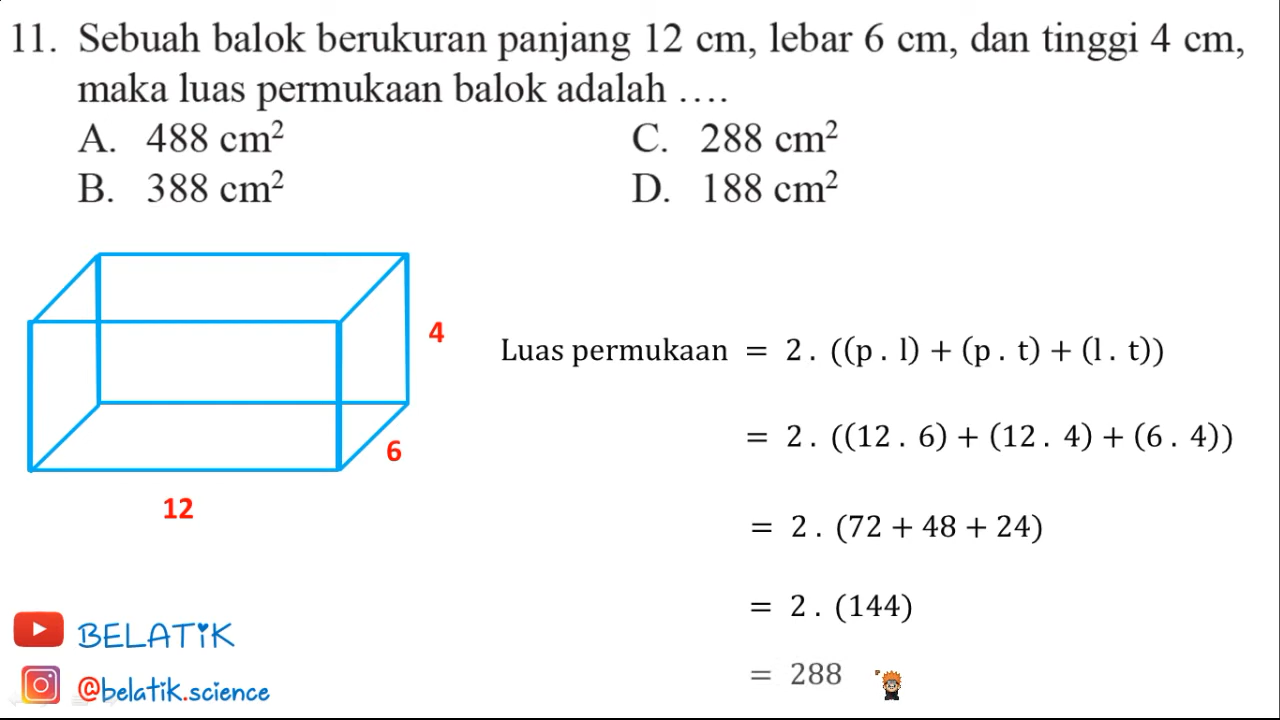 11. Sebuah balok berukuran panjang 12 cm, lebar 6 cm, dan tinggi 4 cm,
maka luas permukaan balok adalah ....
A. 488 cm² C. 288 cm²
B. 388 cm² D. 188 cm²
4
6
12
Luas permukaan = 2 . ((p . l) + (p . t) + (l . t))
= 2 . ((12 . 6) + (12 . 4) + (6 . 4))
= 2 . (72 + 48 + 24)
= 2 . (144)
= 288
BELATiK
@belatik.science